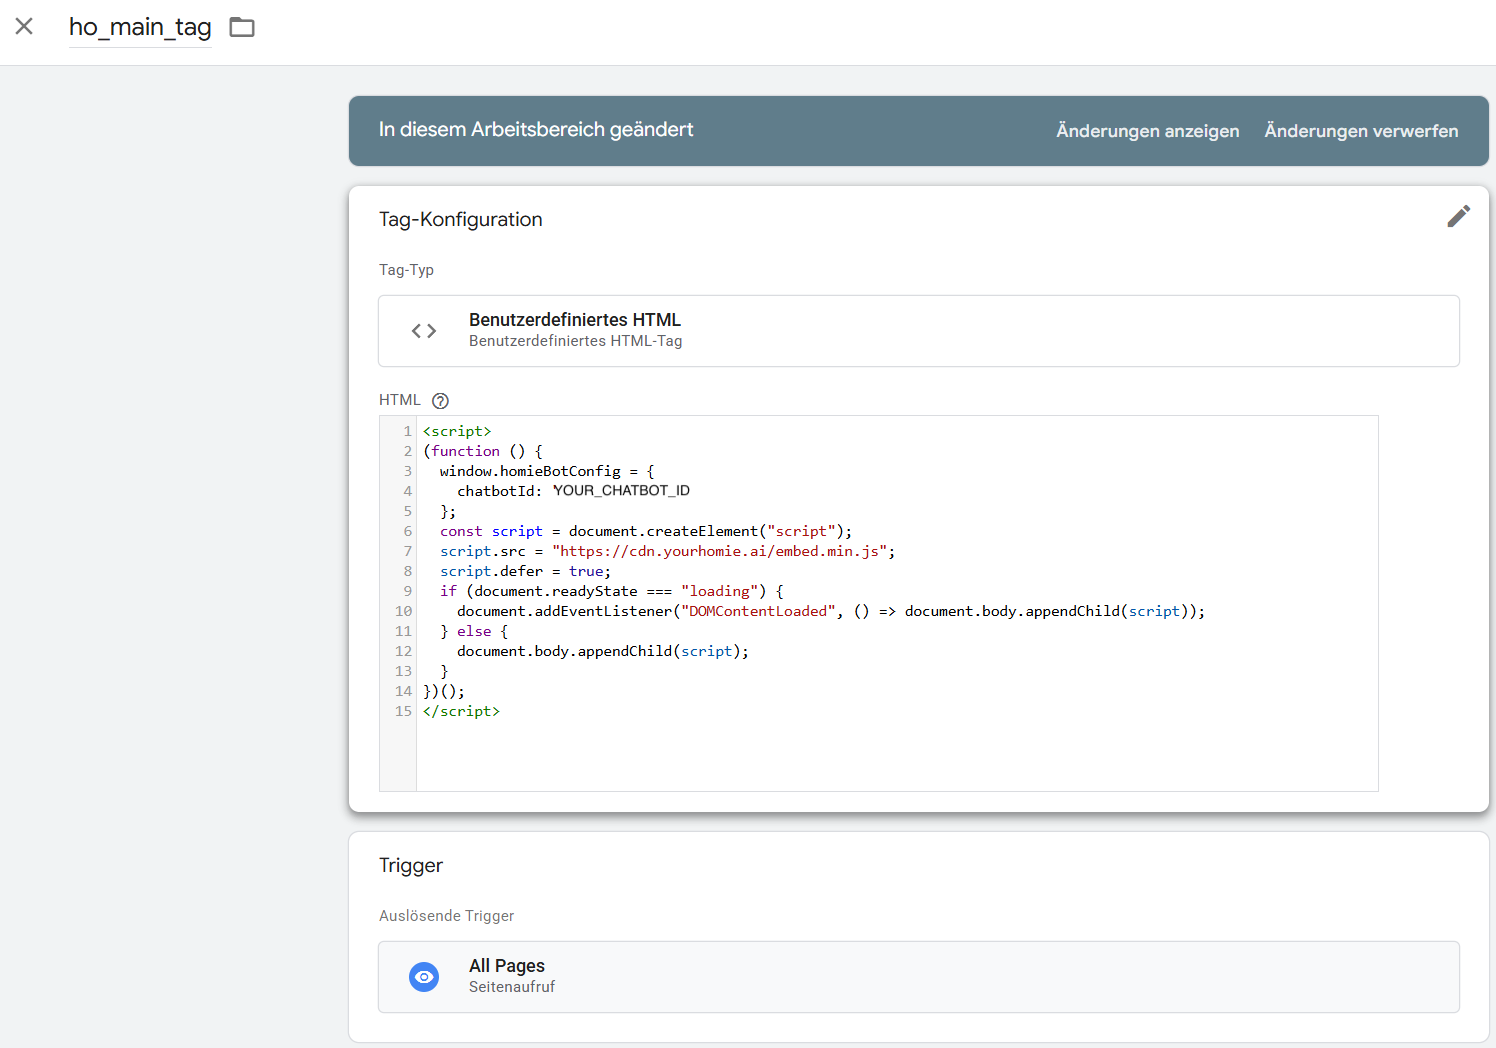 ho_main_tag
In diesem Arbeitsbereich geändert
Änderungen anzeigen Änderungen verwerfen
Tag-Konfiguration
Tag-Typ
Benutzerdefiniertes HTML
Benutzerdefiniertes HTML-Tag
HTML ?
1 <script>
2 (function () {
3   window.homieBotConfig = {
4     chatbotId: 'YOUR_CHATBOT_ID
5   };
6   const script = document.createElement("script");
7   script.src = "https://cdn.yourhomie.ai/embed.min.js";
8   script.defer = true;
9   if (document.readyState === "loading") {
10     document.addEventListener("DOMContentLoaded", () => document.body.appendChild(script));
11   } else {
12     document.body.appendChild(script);
13   }
14 })();
15 </script>
Trigger
Auslösende Trigger
All Pages
Seitenaufruf